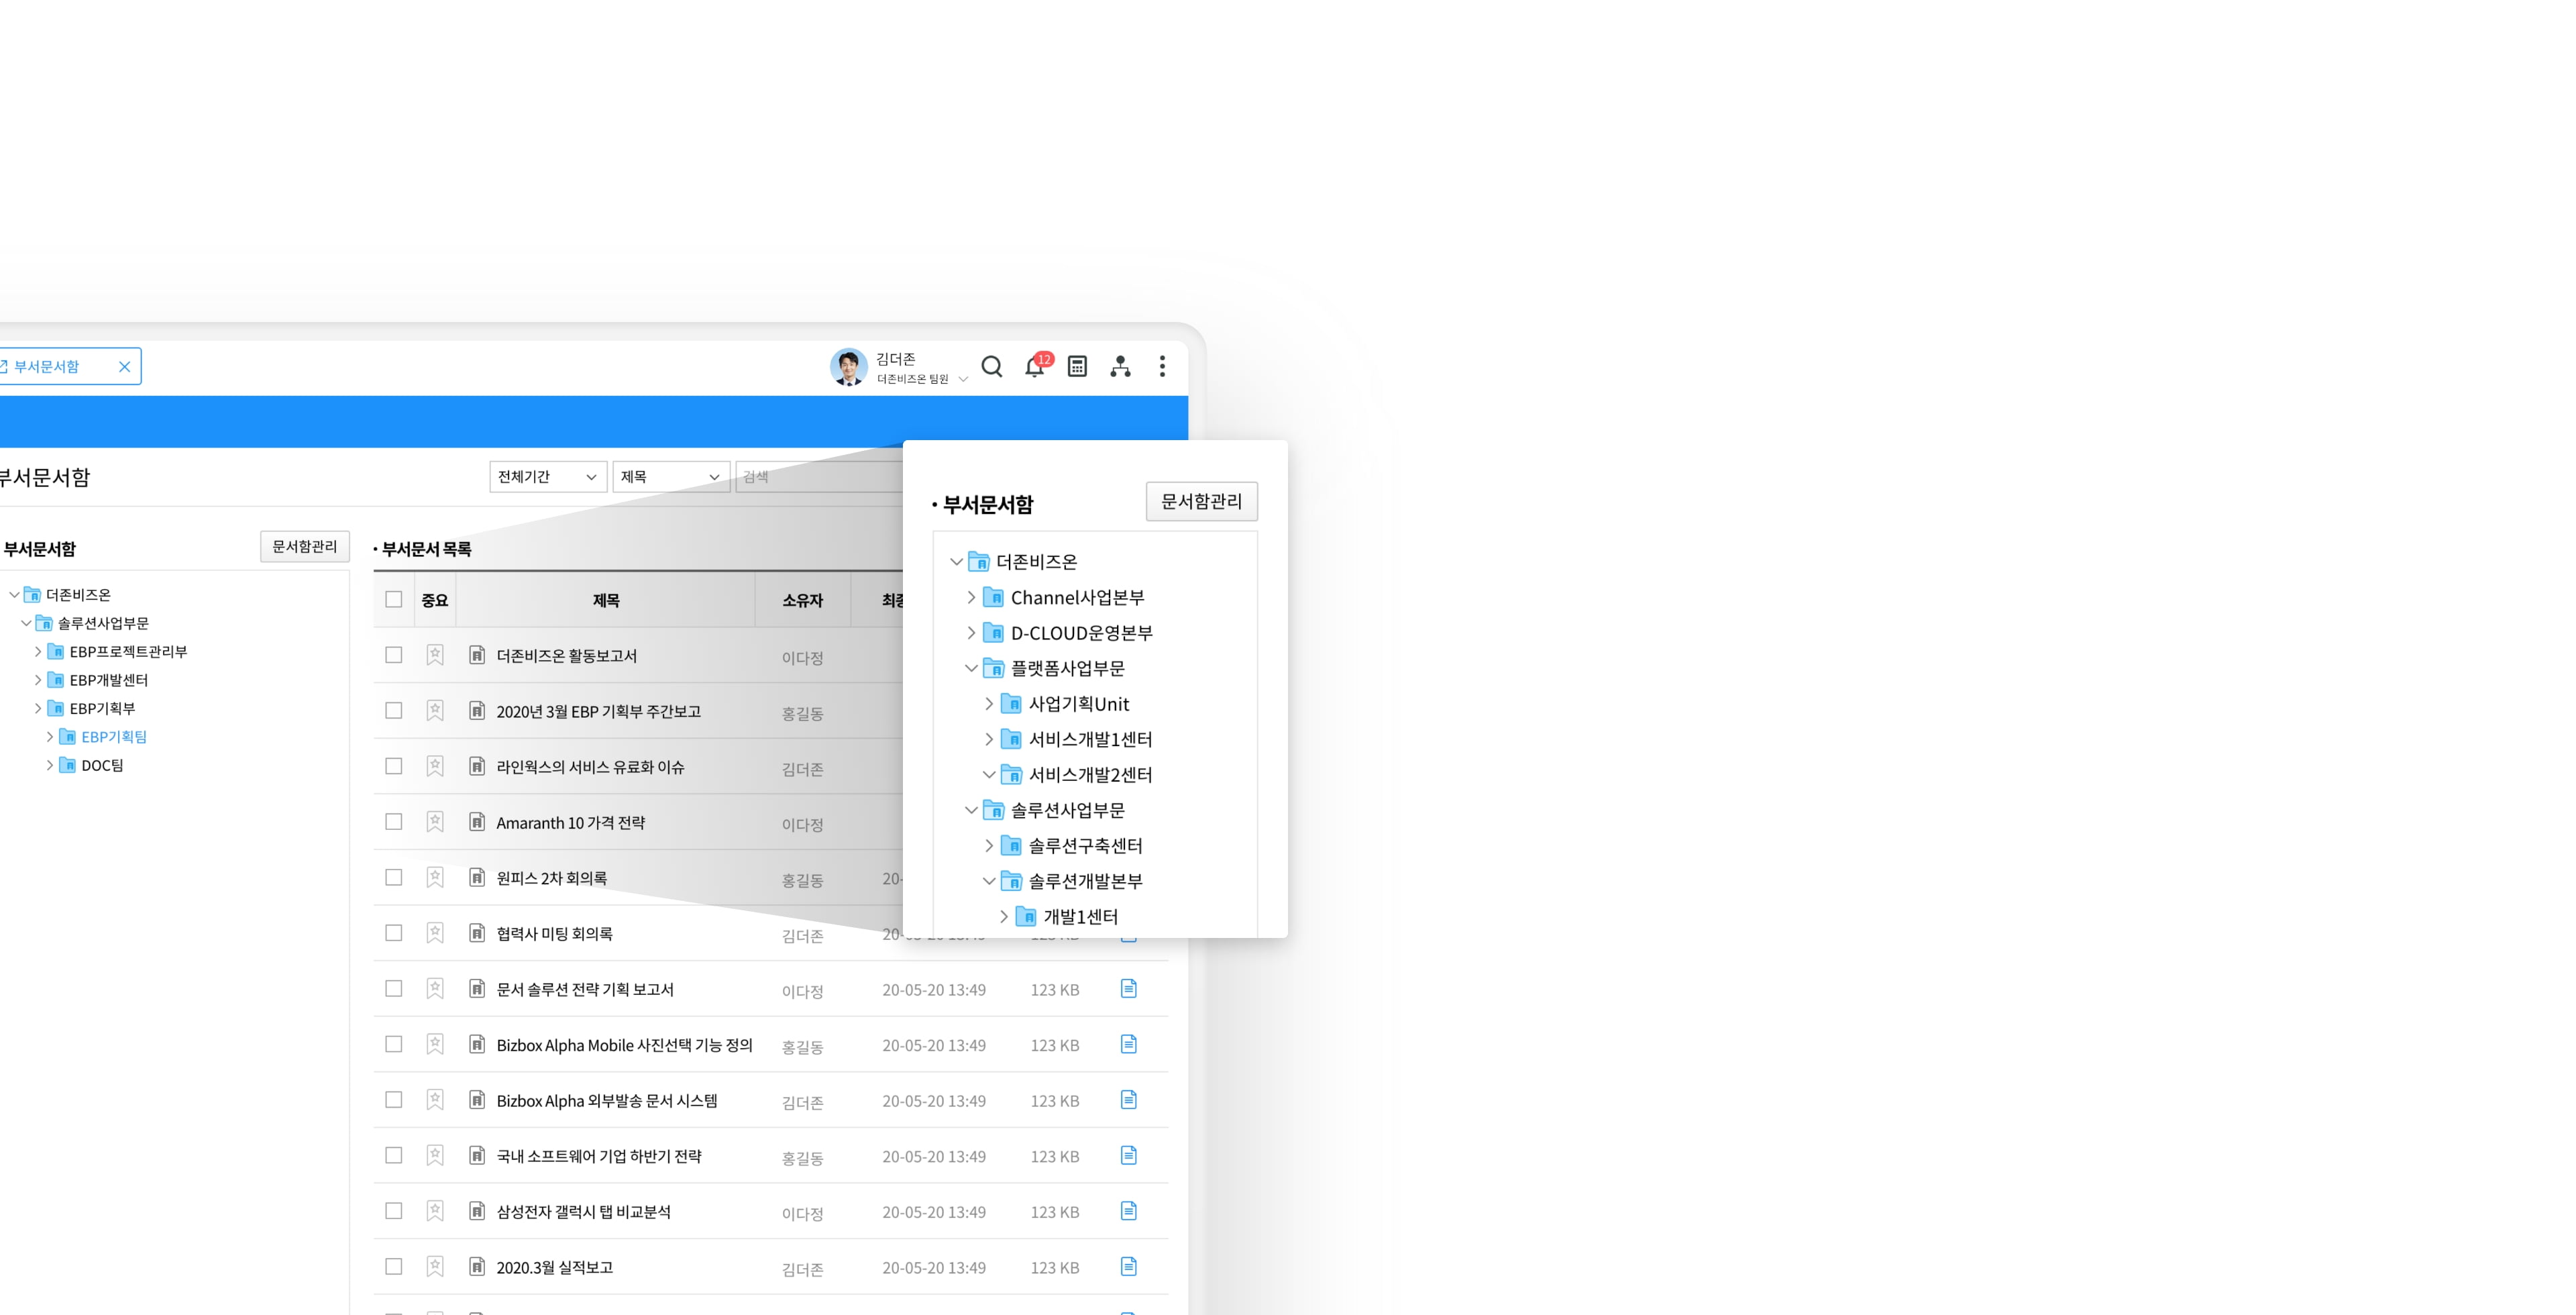 부서문서함
김더존
더존비즈온 팀원
12
부서문서함
전체기간
제목
검색
부서문서함
문서함관리
더존비즈온
솔루션사업부문
EBP프로젝트관리부
EBP개발센터
EBP기획부
EBP기획팀
DOC팀
• 부서문서 목록
중요 제목 소유자 최종
더존비즈온 활동보고서 이다정
2020년 3월 EBP 기획부 주간보고 홍길동
라인웍스의 서비스 유료화 이슈 김더존
Amaranth 10 가격 전략 이다정
원피스 2차 회의록 홍길동 20-
협력사 미팅 회의록 김더존 20-05-20 13:49 123 KB
문서 솔루션 전략 기획 보고서 이다정 20-05-20 13:49 123 KB
Bizbox Alpha Mobile 사진선택 기능 정의 홍길동 20-05-20 13:49 123 KB
Bizbox Alpha 외부발송 문서 시스템 김더존 20-05-20 13:49 123 KB
국내 소프트웨어 기업 하반기 전략 홍길동 20-05-20 13:49 123 KB
삼성전자 갤럭시 탭 비교분석 이다정 20-05-20 13:49 123 KB
2020.3월 실적보고 김더존 20-05-20 13:49 123 KB
• 부서문서함
문서함관리
더존비즈온
Channel사업본부
D-CLOUD운영본부
플랫폼사업부문
사업기획Unit
서비스개발1센터
서비스개발2센터
솔루션사업부문
솔루션구축센터
솔루션개발본부
개발1센터